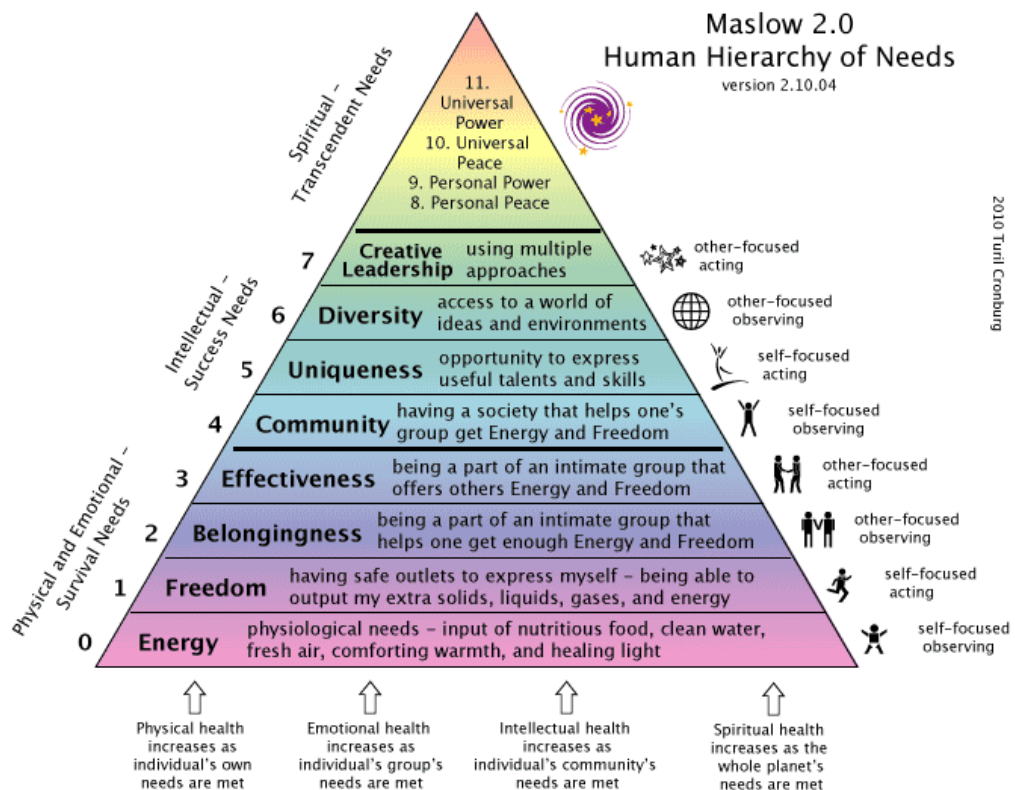 Maslow 2.0
Human Hierarchy of Needs
version 2.10.04
2010 Turil Cronburg
Spiritual –
Transcendent Needs
11.
Universal
Power
10. Universal
Peace
9. Personal Power
8. Personal Peace
Intellectual –
Success Needs
7
Creative
Leadership
using multiple
approaches
other-focused
acting
6
Diversity
access to a world of
ideas and environments
other-focused
observing
5
Uniqueness
opportunity to express
useful talents and skills
self-focused
acting
4
Community
having a society that helps one's
group get Energy and Freedom
self-focused
observing
Physical and Emotional –
Survival Needs
3
Effectiveness
being a part of an intimate group that
offers others Energy and Freedom
other-focused
acting
2
Belongingness
being a part of an intimate group that
helps one get enough Energy and Freedom
other-focused
observing
1
Freedom
having safe outlets to express myself – being able to
output my extra solids, liquids, gases, and energy
self-focused
acting
0
Energy
physiological needs – input of nutritious food, clean water,
fresh air, comforting warmth, and healing light
self-focused
observing
Physical health
increases as
individual's own
needs are met
Emotional health
increases as
individual's group's
needs are met
Intellectual health
increases as
individual's community's
needs are met
Spiritual health
increases as the
whole planet's
needs are met